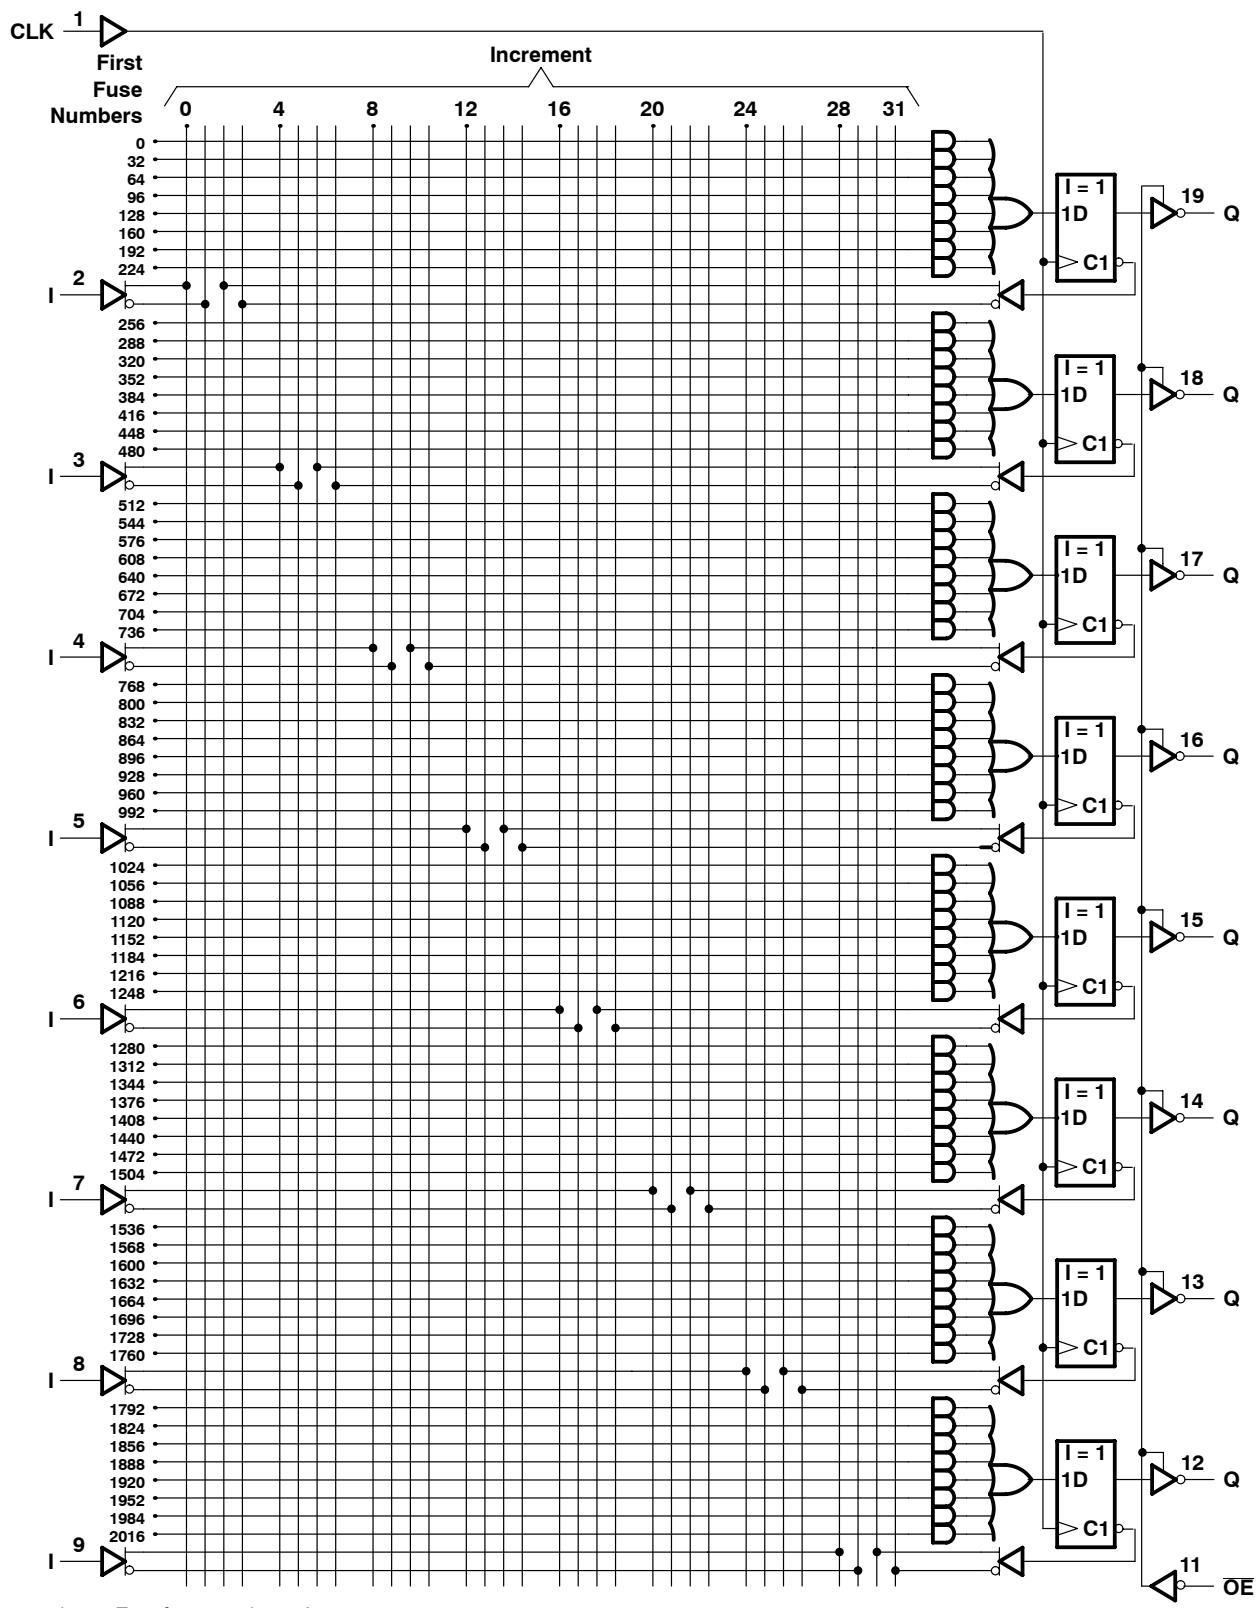 CLK 1
First
Fuse
Numbers
Increment
0 4 8 12 16 20 24 28 31
0
32
64
96
128
160
192
224
I = 1
1D
C1
19 Q
I 2
256
288
320
352
384
416
448
480
I = 1
1D
C1
18 Q
I 3
512
544
576
608
640
672
704
736
I = 1
1D
C1
17 Q
I 4
768
800
832
864
896
928
960
992
I = 1
1D
C1
16 Q
I 5
1024
1056
1088
1120
1152
1184
1216
1248
I = 1
1D
C1
15 Q
I 6
1280
1312
1344
1376
1408
1440
1472
1504
I = 1
1D
C1
14 Q
I 7
1536
1568
1600
1632
1664
1696
1728
1760
I = 1
1D
C1
13 Q
I 8
1792
1824
1856
1888
1920
1952
1984
2016
I = 1
1D
C1
12 Q
I 9
11 OE